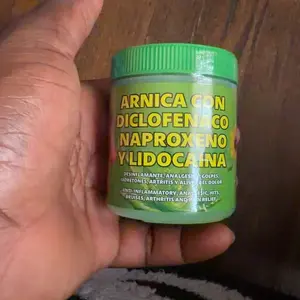 ARNICA CON
DICLOFENACO
NAPROXENO
Y LIDOCAINA
DESINFLAMANTE, ANALGESICO, GOLPES,
MORETONES, ARTRITIS Y ALIVIO DEL DOLOR
ANTI-INFLAMMATORY, ANALGESIC, HITS,
BRUISES, ARTHRITIS AND PAIN RELIEF